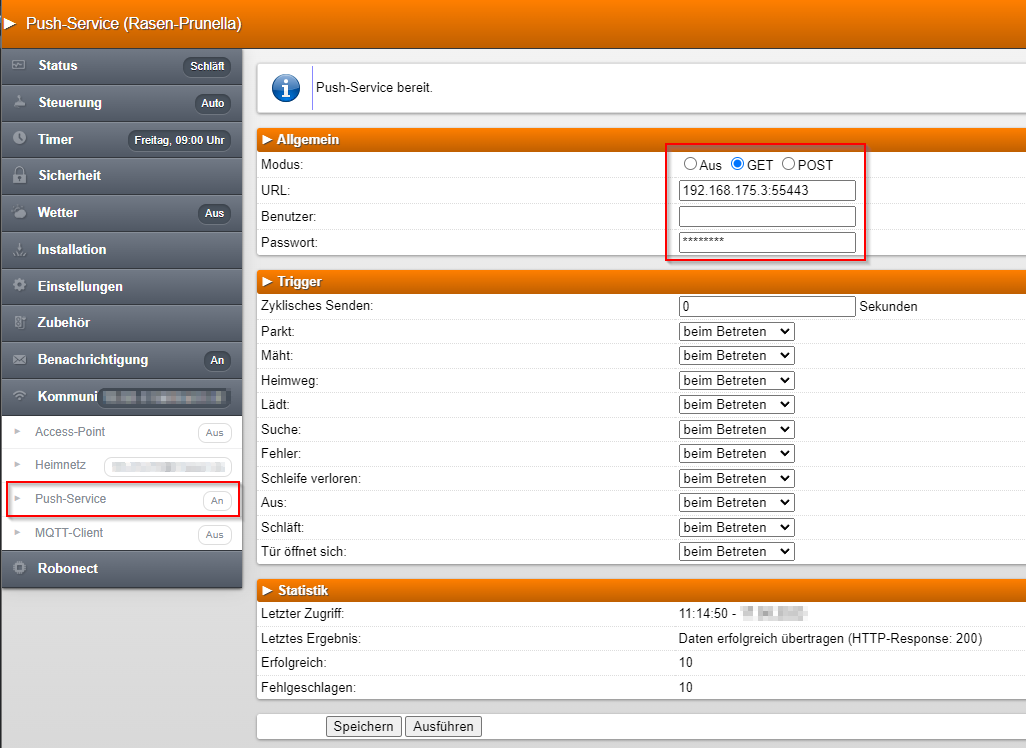 Push-Service (Rasen-Prunella)
Status Schläft
Steuerung Auto
Timer Freitag, 09:00 Uhr
Sicherheit
Wetter Aus
Installation
Einstellungen
Zubehör
Benachrichtigung An
Kommuni
Access-Point Aus
Heimnetz
Push-Service An
MQTT-Client Aus
Robonect
Push-Service bereit.
Allgemein
Modus: Aus GET POST
URL: 192.168.175.3:55443
Benutzer:
Passwort: ********
Trigger
Zyklisches Senden: 0 Sekunden
Parkt: beim Betreten
Mäht: beim Betreten
Heimweg: beim Betreten
Lädt: beim Betreten
Suche: beim Betreten
Fehler: beim Betreten
Schleife verloren: beim Betreten
Aus: beim Betreten
Schläft: beim Betreten
Tür öffnet sich: beim Betreten
Statistik
Letzter Zugriff: 11:14:50 -
Letztes Ergebnis: Daten erfolgreich übertragen (HTTP-Response: 200)
Erfolgreich: 10
Fehlgeschlagen: 10
Speichern Ausführen